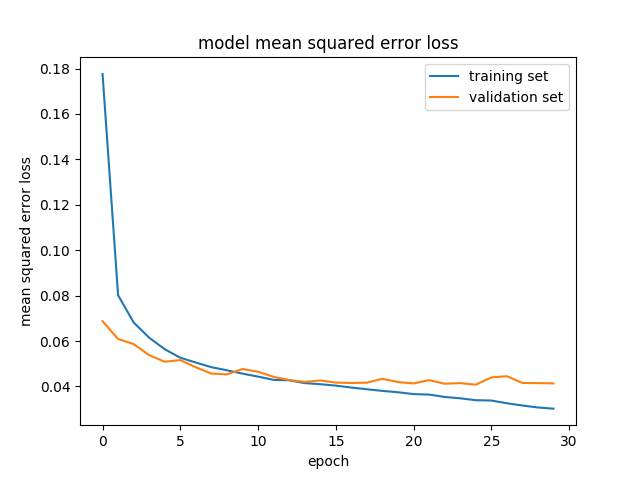 model mean squared error loss
training set
validation set
mean squared error loss
0.18
0.16
0.14
0.12
0.10
0.08
0.06
0.04
0 5 10 15 20 25 30
epoch